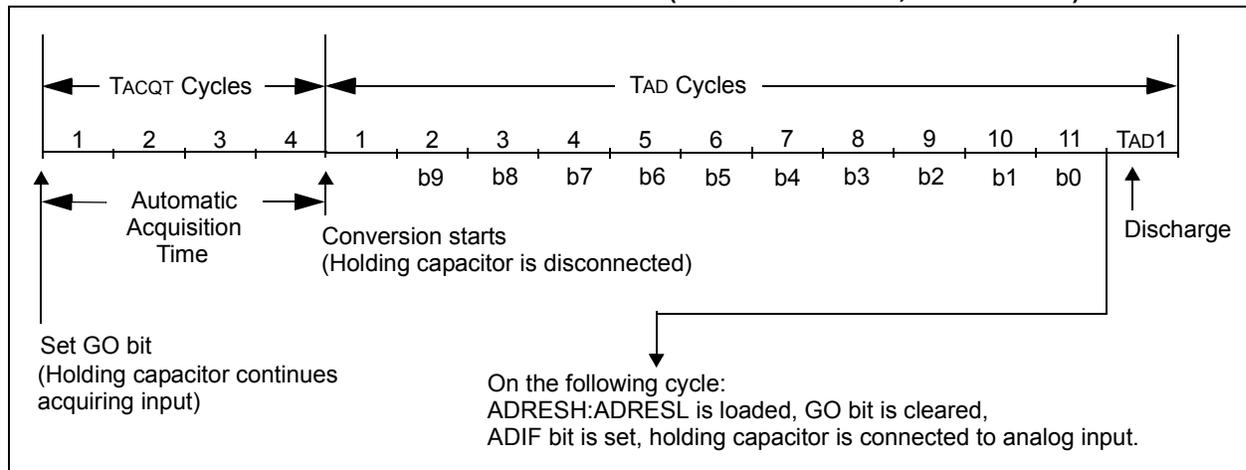 TACQT Cycles TAD Cycles
1 2 3 4 1 2 3 4 5 6 7 8 9 10 11 TAD1
b9 b8 b7 b6 b5 b4 b3 b2 b1 b0
Automatic
Acquisition
Time
Conversion starts
(Holding capacitor is disconnected)
Discharge
Set GO bit
(Holding capacitor continues
acquiring input)
On the following cycle:
ADRESH:ADRESL is loaded, GO bit is cleared,
ADIF bit is set, holding capacitor is connected to analog input.